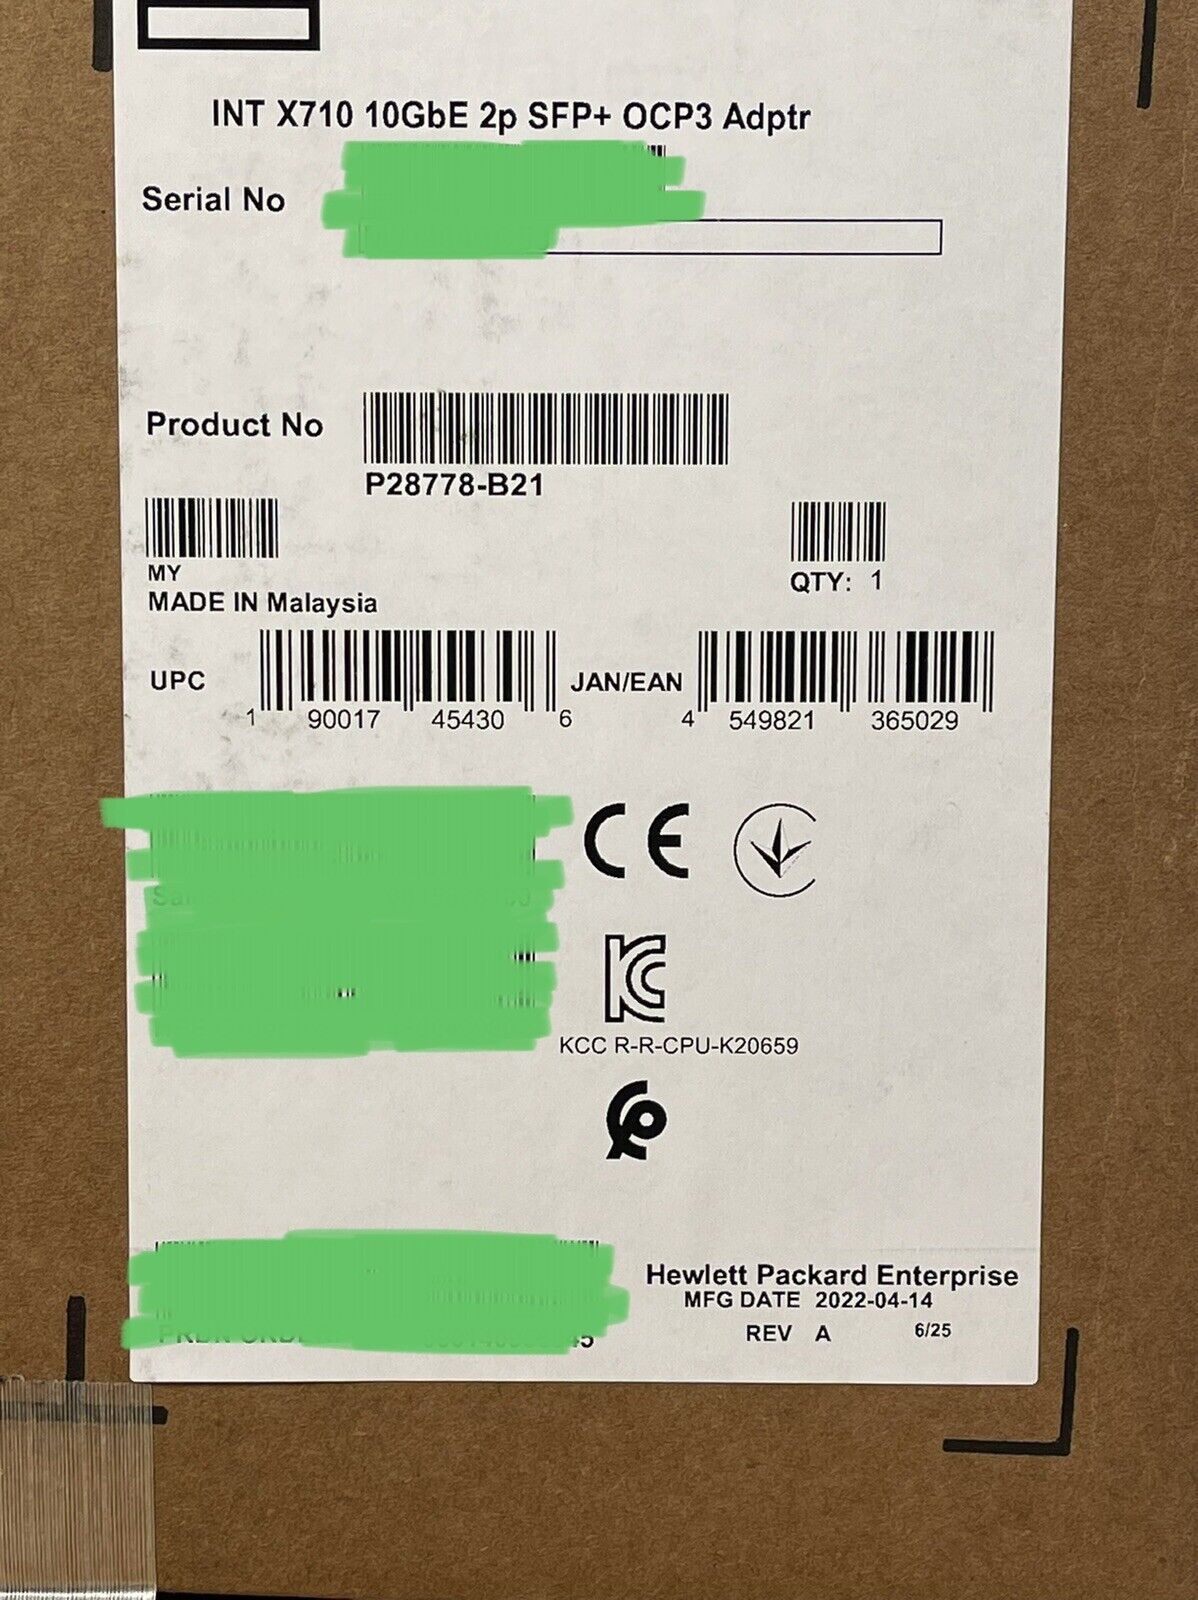 INT X710 10GbE 2p SFP+ OCP3 Adptr
Serial No
Product No
P28778-B21
MY
QTY: 1
MADE IN Malaysia
UPC
1 90017 45430 6
JAN/EAN
4 549821 365029
CE
KCC R-R-CPU-K20659
Hewlett Packard Enterprise
MFG DATE 2022-04-14
REV A 6/25